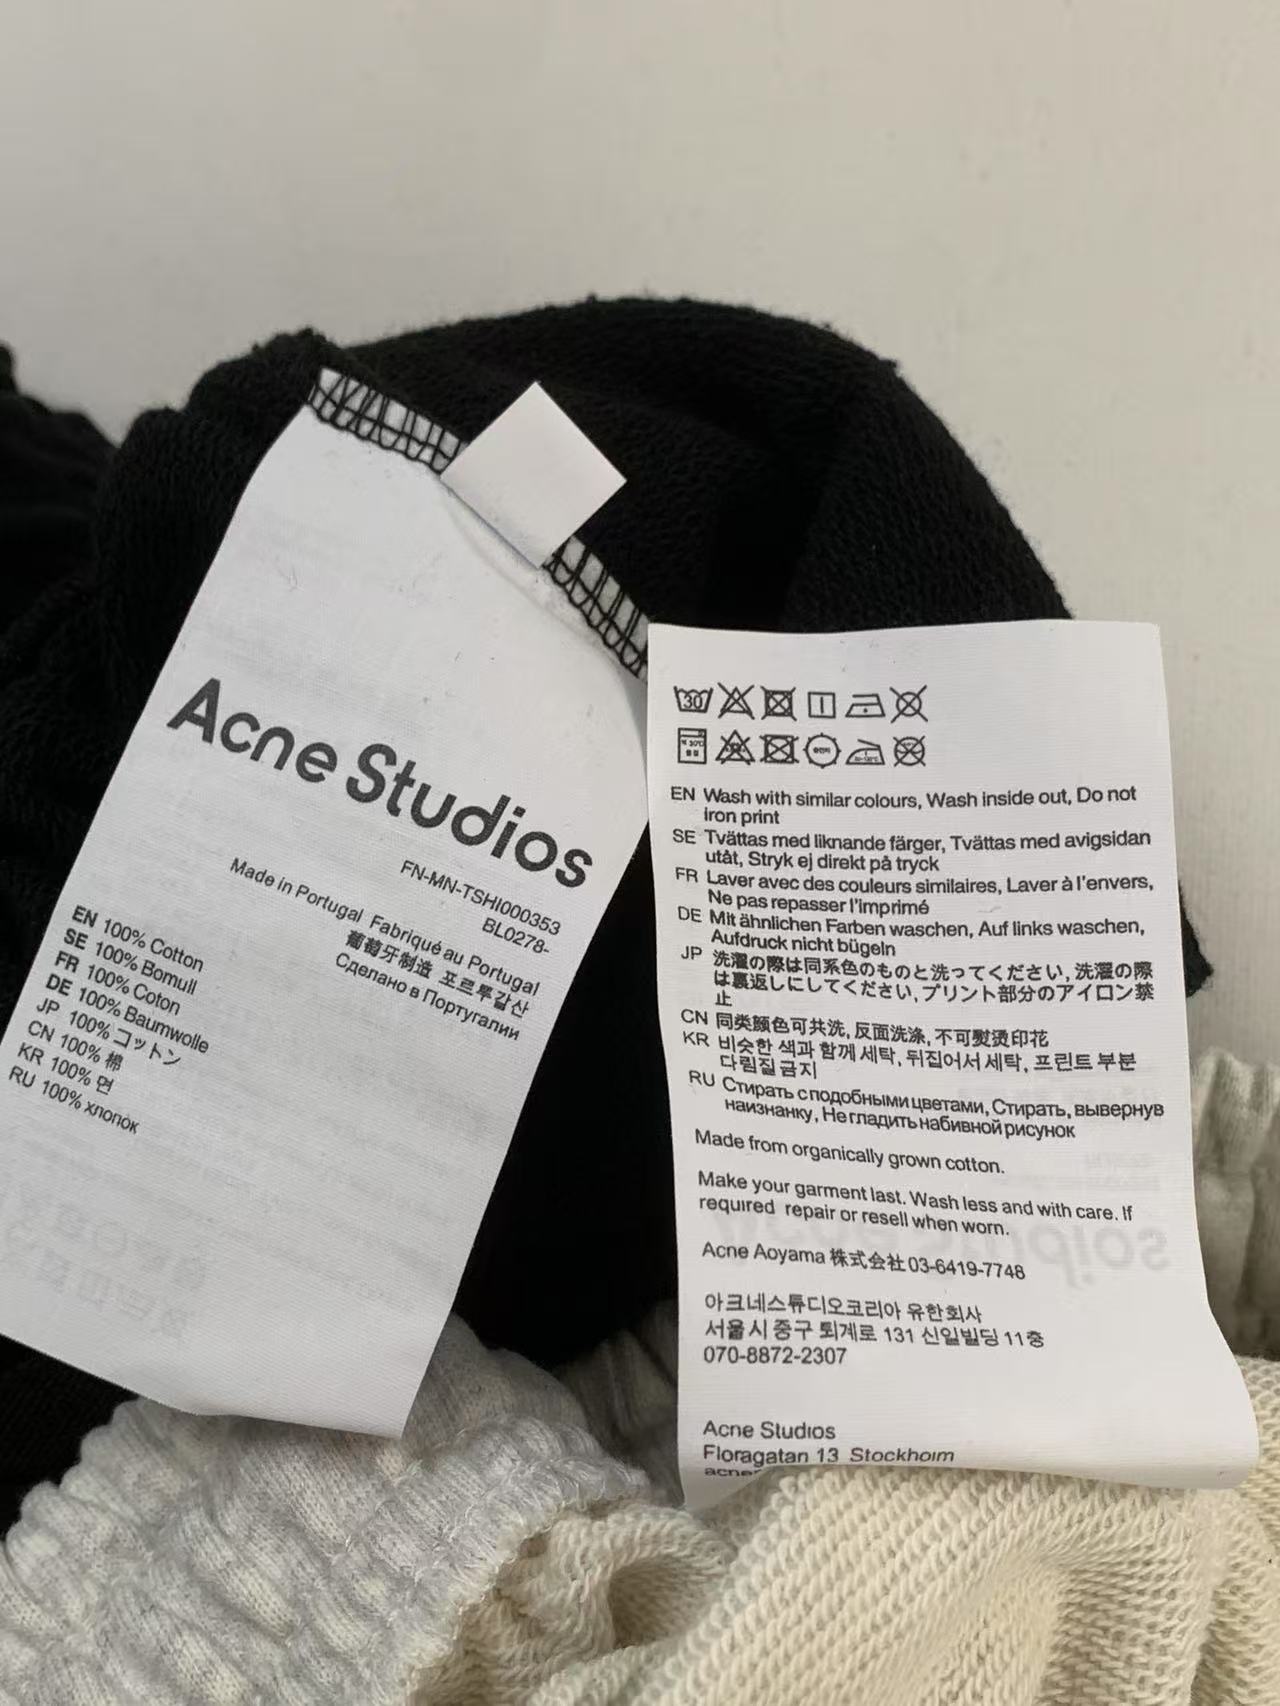 Acne Studios
FN-MN-TSHI000353
BL0278-
Made in Portugal Fabriqué au Portugal
葡萄牙制造 포르투갈산
Сделано в Португалии
EN 100% Cotton
SE 100% Bomull
FR 100% Coton
DE 100% Baumwolle
JP 100% コットン
CN 100% 棉
KR 100% 면
RU 100% хлопок
30
EN Wash with similar colours, Wash inside out, Do not
iron print
SE Tvättas med liknande färger, Tvättas med avigsidan
utåt, Stryk ej direkt på tryck
FR Laver avec des couleurs similaires, Laver à l'envers,
Ne pas repasser l'imprimé
DE Mit ähnlichen Farben waschen, Auf links waschen,
Aufdruck nicht bügeln
JP 洗濯の際は同系色のものと洗ってください, 洗濯の際
は裏返しにしてください, プリント部分のアイロン禁
止
CN 同类颜色可共洗, 反面洗涤, 不可熨烫印花
KR 비슷한 색과 함께 세탁, 뒤집어서 세탁, 프린트 부분
다림질 금지
RU Стирать с подобными цветами, Стирать, вывернув
наизнанку, Не гладить набивной рисунок
Made from organically grown cotton.
Make your garment last. Wash less and with care. If
required repair or resell when worn.
Acne Aoyama 株式会社 03-6419-7748
아크네스튜디오코리아 유한회사
서울시 중구 퇴계로 131 신일빌딩 11층
070-8872-2307
Acne Studios
Floragatan 13 Stockholm